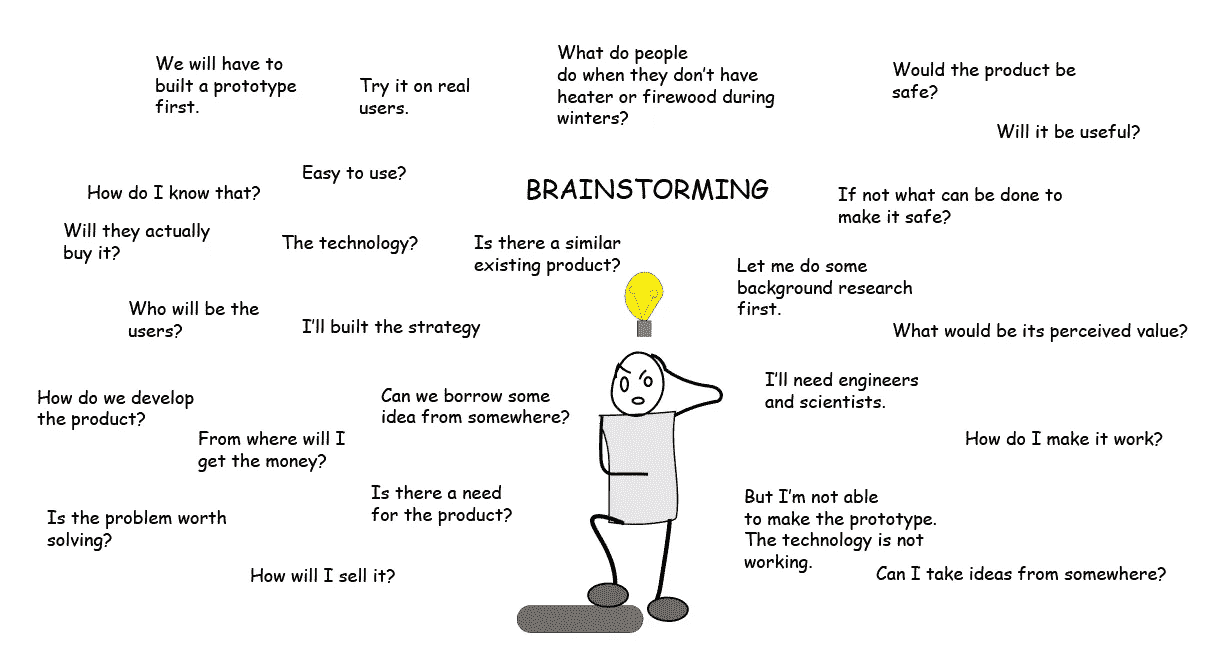 We will have to
built a prototype
first.
Try it on real
users.
What do people
do when they don't have
heater or firewood during
winters?
Would the product be
safe?
Will it be useful?
Easy to use?
How do I know that?
BRAINSTORMING
If not what can be done to
make it safe?
Will they actually
buy it?
The technology?
Is there a similar
existing product?
Let me do some
background research
first.
Who will be the
users?
I'll built the strategy
What would be its perceived value?
How do we develop
the product?
Can we borrow some
idea from somewhere?
I'll need engineers
and scientists.
From where will I
get the money?
How do I make it work?
Is there a need
for the product?
But I'm not able
to make the prototype.
The technology is not
working.
Is the problem worth
solving?
How will I sell it?
Can I take ideas from somewhere?